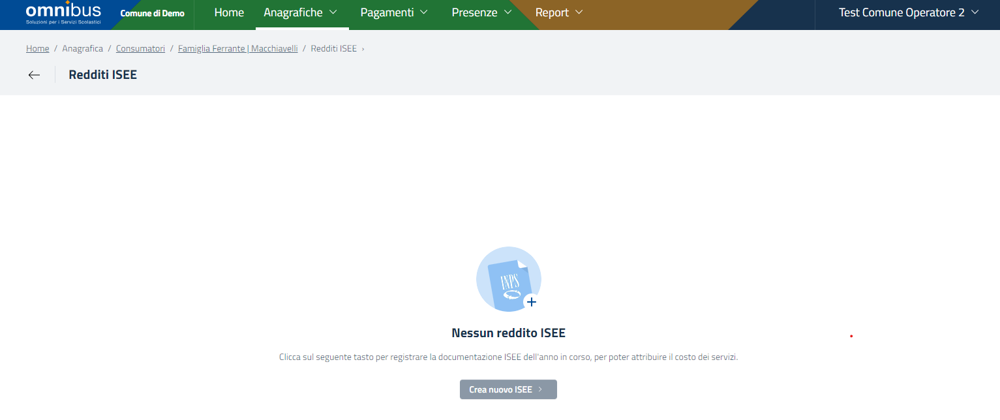 omnibus
Soluzioni per i Servizi Scolastici
Comune di Demo
Home
Anagrafiche
Pagamenti
Presenze
Report
Test Comune Operatore 2
Home / Anagrafica / Consumatori / Famiglia Ferrante | Macchiavelli / Redditi ISEE ›
Redditi ISEE
INPS
Nessun reddito ISEE
Clicca sul seguente tasto per registrare la documentazione ISEE dell'anno in corso, per poter attribuire il costo dei servizi.
Crea nuovo ISEE